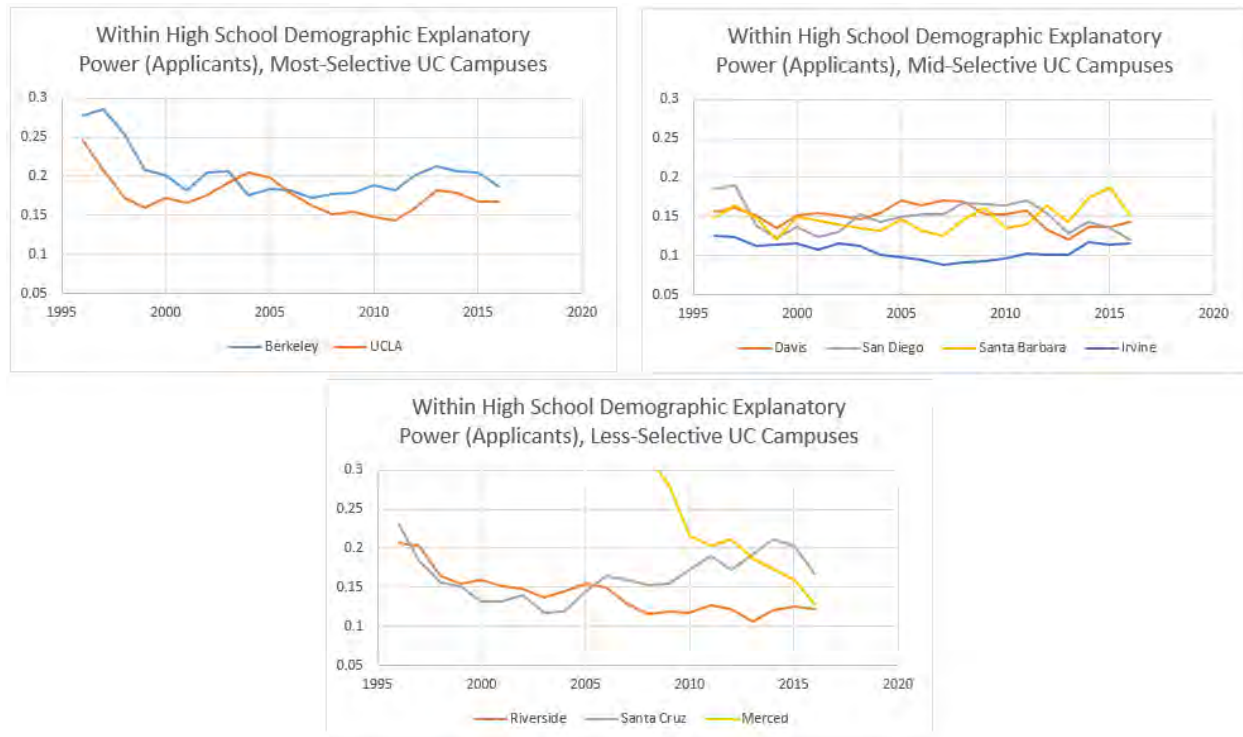 Within High School Demographic Explanatory
Power (Applicants), Most-Selective UC Campuses
0.3
0.25
0.2
0.15
0.1
0.05
1995 2000 2005 2010 2015 2020
Berkeley UCLA
Within High School Demographic Explanatory
Power (Applicants), Mid-Selective UC Campuses
0.3
0.25
0.2
0.15
0.1
0.05
1995 2000 2005 2010 2015 2020
Davis San Diego Santa Barbara Irvine
Within High School Demographic Explanatory
Power (Applicants), Less-Selective UC Campuses
0.3
0.25
0.2
0.15
0.1
0.05
1995 2000 2005 2010 2015 2020
Riverside Santa Cruz Merced